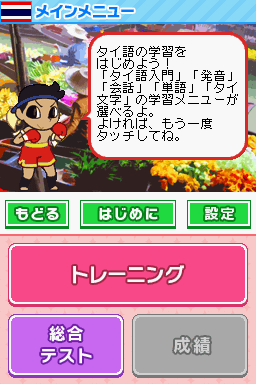 メインメニュー
タイ語の学習を
はじめよう！
「タイ語入門」「発音」
「会話」「単語」「タイ
文字」の学習メニューが
選べるよ。
よければ、もう一度
タッチしてね。
もどる
はじめに
設定
トレーニング
総合
テスト
成績